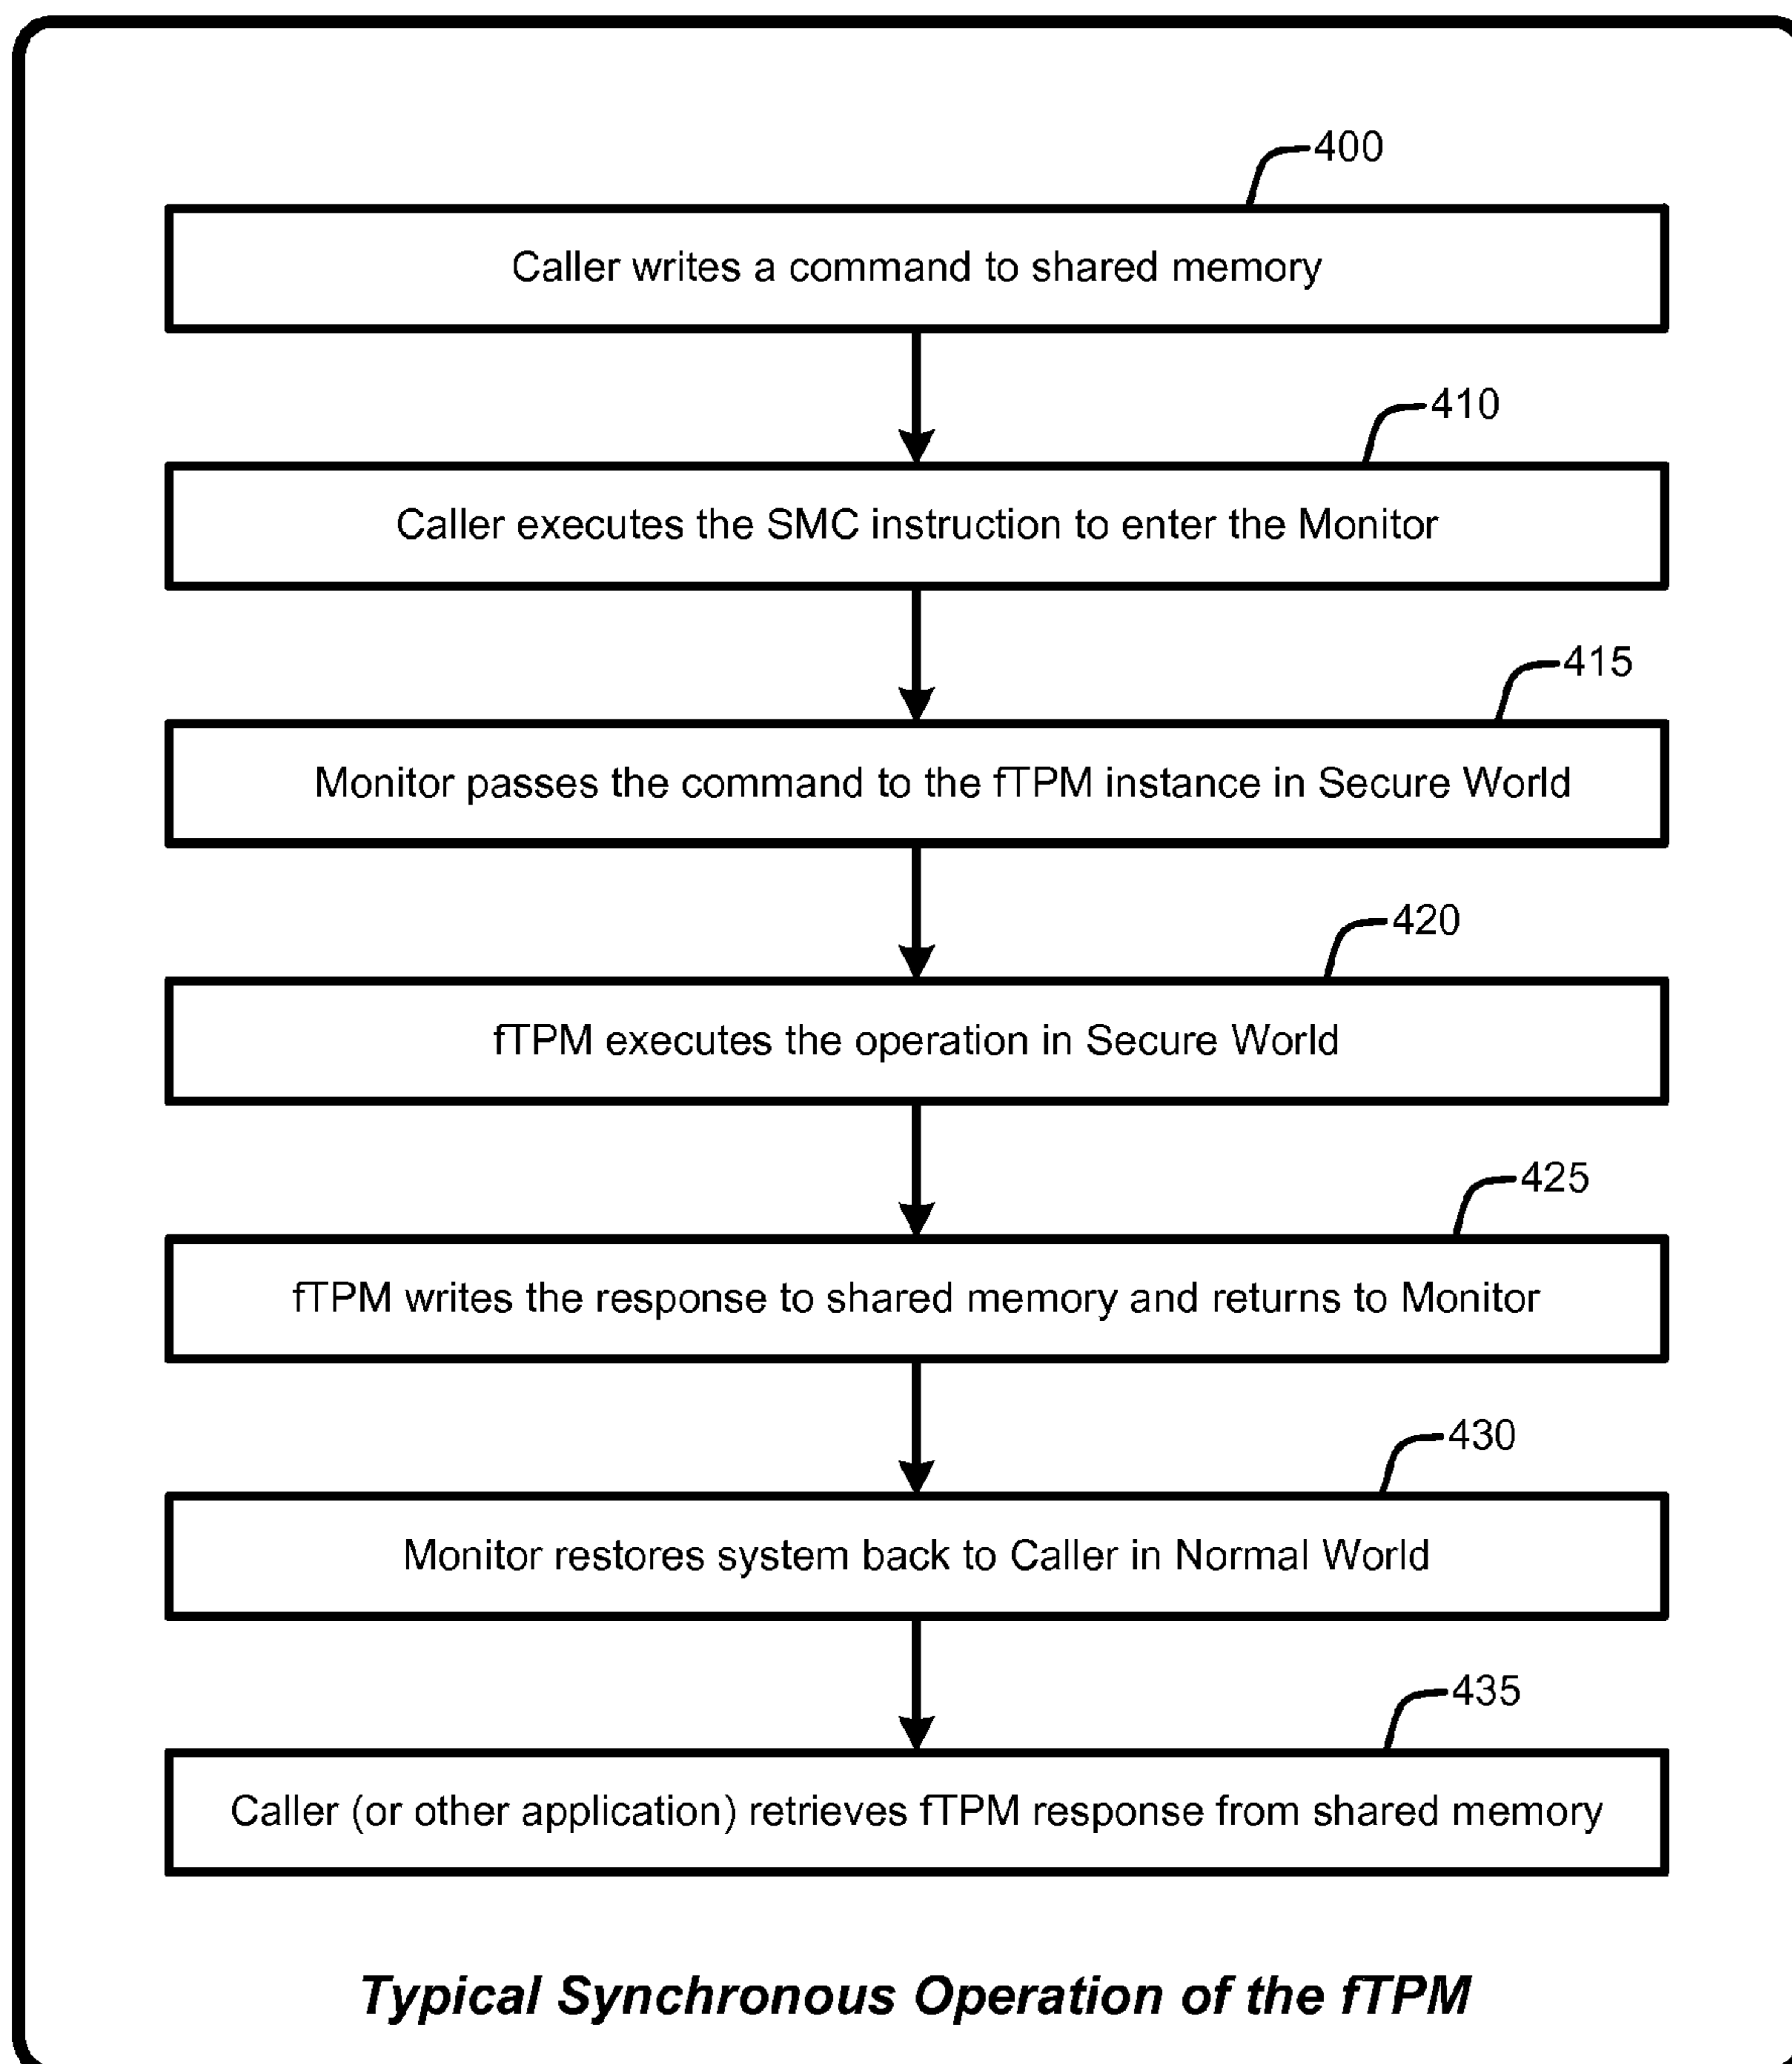 400
Caller writes a command to shared memory
410
Caller executes the SMC instruction to enter the Monitor
415
Monitor passes the command to the fTPM instance in Secure World
420
fTPM executes the operation in Secure World
425
fTPM writes the response to shared memory and returns to Monitor
430
Monitor restores system back to Caller in Normal World
435
Caller (or other application) retrieves fTPM response from shared memory
Typical Synchronous Operation of the fTPM